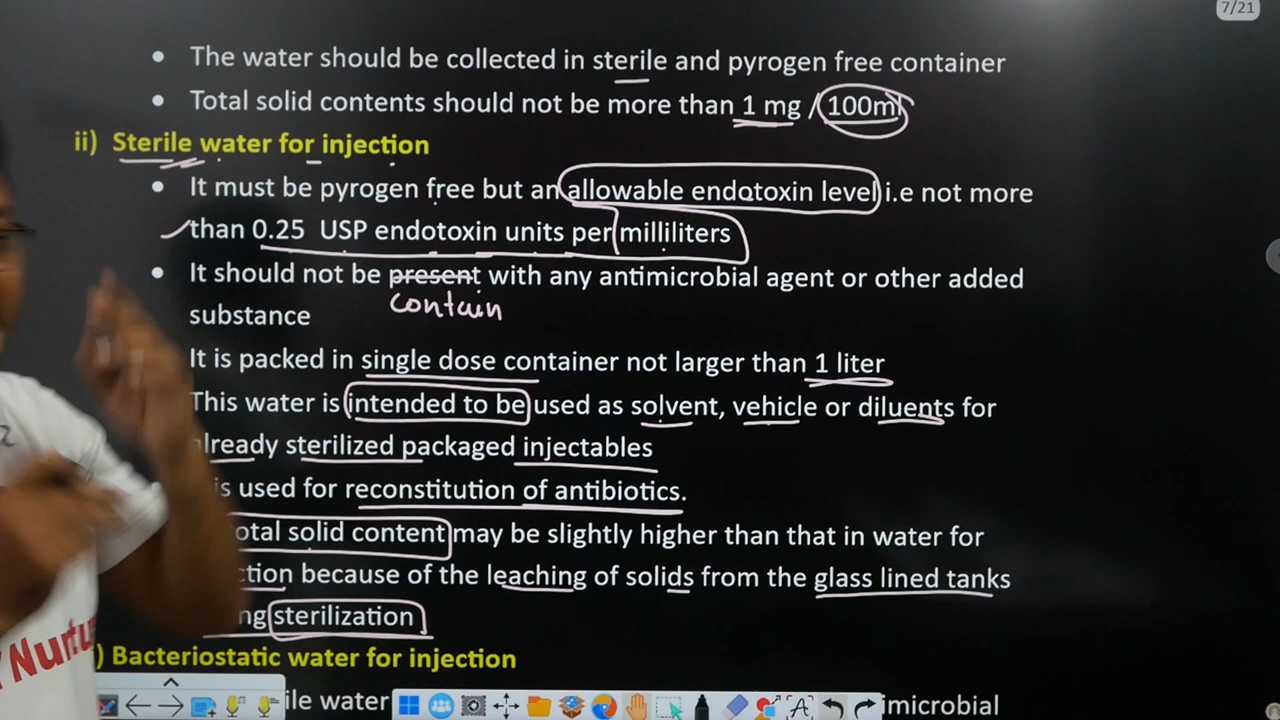 7/21
The water should be collected in sterile and pyrogen free container
Total solid contents should not be more than 1 mg / 100ml
ii) Sterile water for injection
It must be pyrogen free but an allowable endotoxin level i.e not more
than 0.25 USP endotoxin units per milliliters
It should not be present with any antimicrobial agent or other added
contain
substance
It is packed in single dose container not larger than 1 liter
This water is intended to be used as solvent, vehicle or diluents for
already sterilized packaged injectables
is used for reconstitution of antibiotics.
otal solid content may be slightly higher than that in water for
ction because of the leaching of solids from the glass lined tanks
ng sterilization
) Bacteriostatic water for injection
ile water imicrobial
Nurtu